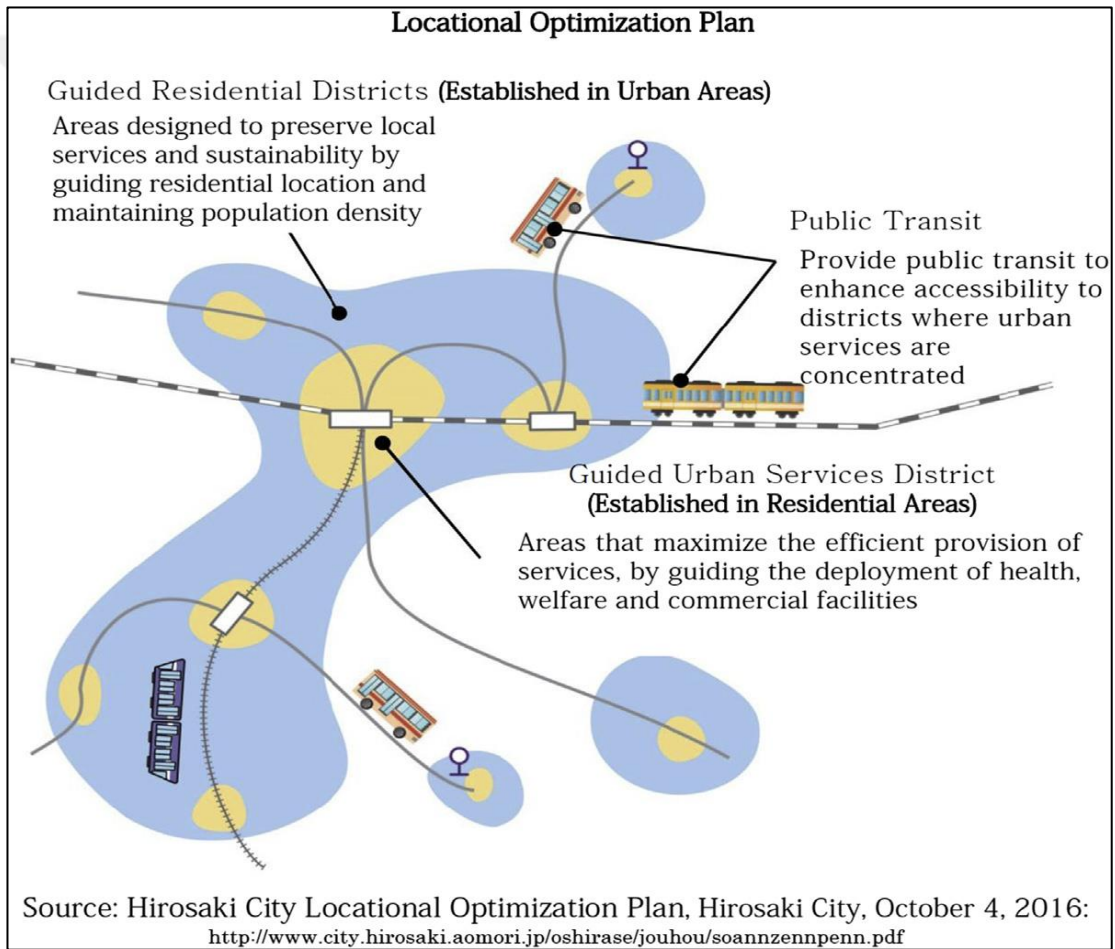 Locational Optimization Plan
Guided Residential Districts (Established in Urban Areas)
Areas designed to preserve local
services and sustainability by
guiding residential location and
maintaining population density
Public Transit
Provide public transit to
enhance accessibility to
districts where urban
services are
concentrated
Guided Urban Services District
(Established in Residential Areas)
Areas that maximize the efficient provision of
services, by guiding the deployment of health,
welfare and commercial facilities
Source: Hirosaki City Locational Optimization Plan, Hirosaki City, October 4, 2016:
http://www.city.hirosaki.aomori.jp/oshirase/jouhou/soannzennpenn.pdf